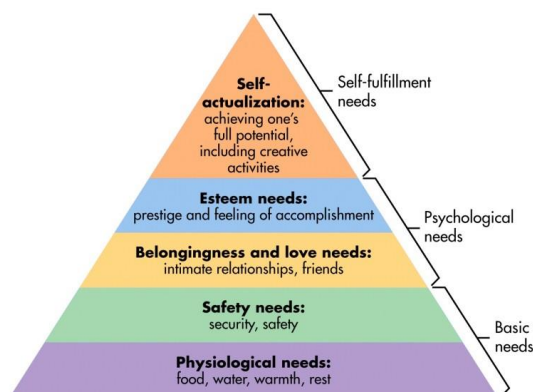 Self-
actualization:
achieving one's
full potential,
including creative
activities
Self-fulfillment
needs
Esteem needs:
prestige and feeling of accomplishment
Belongingness and love needs:
intimate relationships, friends
Psychological
needs
Safety needs:
security, safety
Physiological needs:
food, water, warmth, rest
Basic
needs